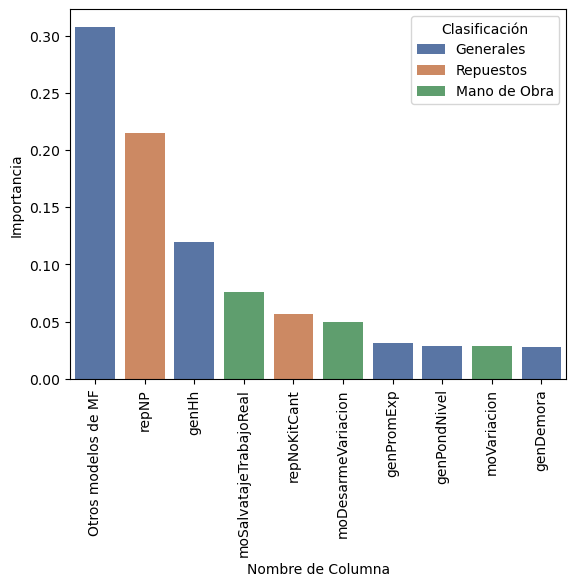 Clasificación
Generales
Repuestos
Mano de Obra
Importancia
0.30
0.25
0.20
0.15
0.10
0.05
0.00
Otros modelos de MF
repNP
genHh
moSalvatajeTrabajoReal
repNoKitCant
moDesarmeVariacion
genPromExp
genPondNivel
moVariacion
genDemora
Nombre de Columna